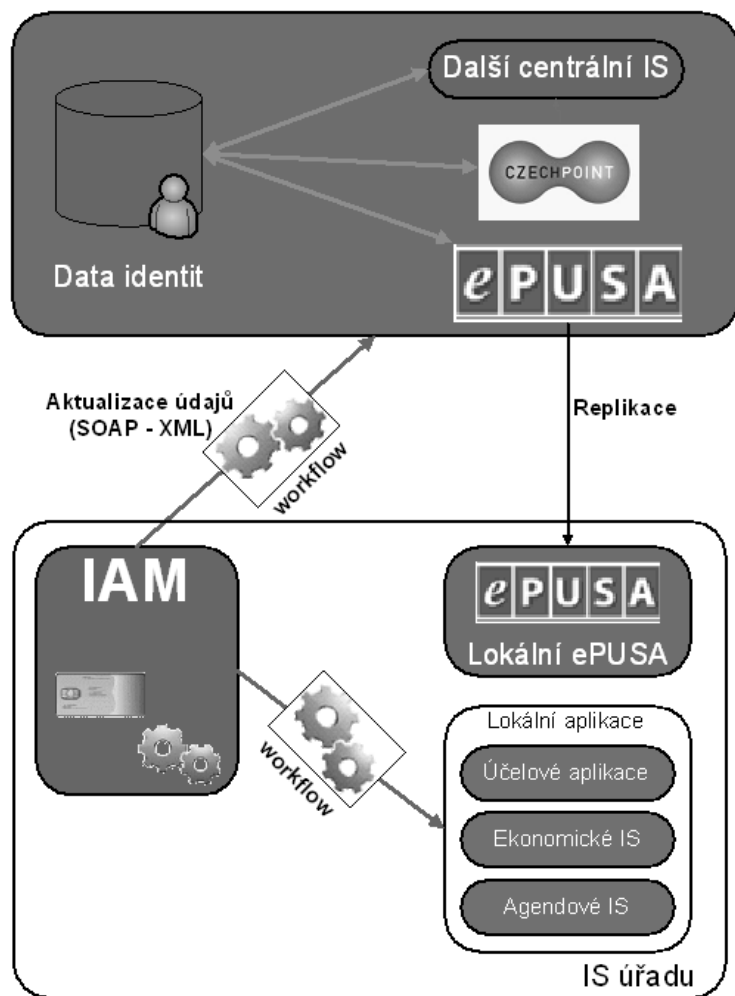 Další centrální IS
CZECHPOINT
Data identit
ePUSA
Aktualizace údajů
(SOAP - XML)
workflow
Replikace
IAM
ePUSA
Lokální ePUSA
workflow
Lokální aplikace
Účelové aplikace
Ekonomické IS
Agendové IS
IS úřadu